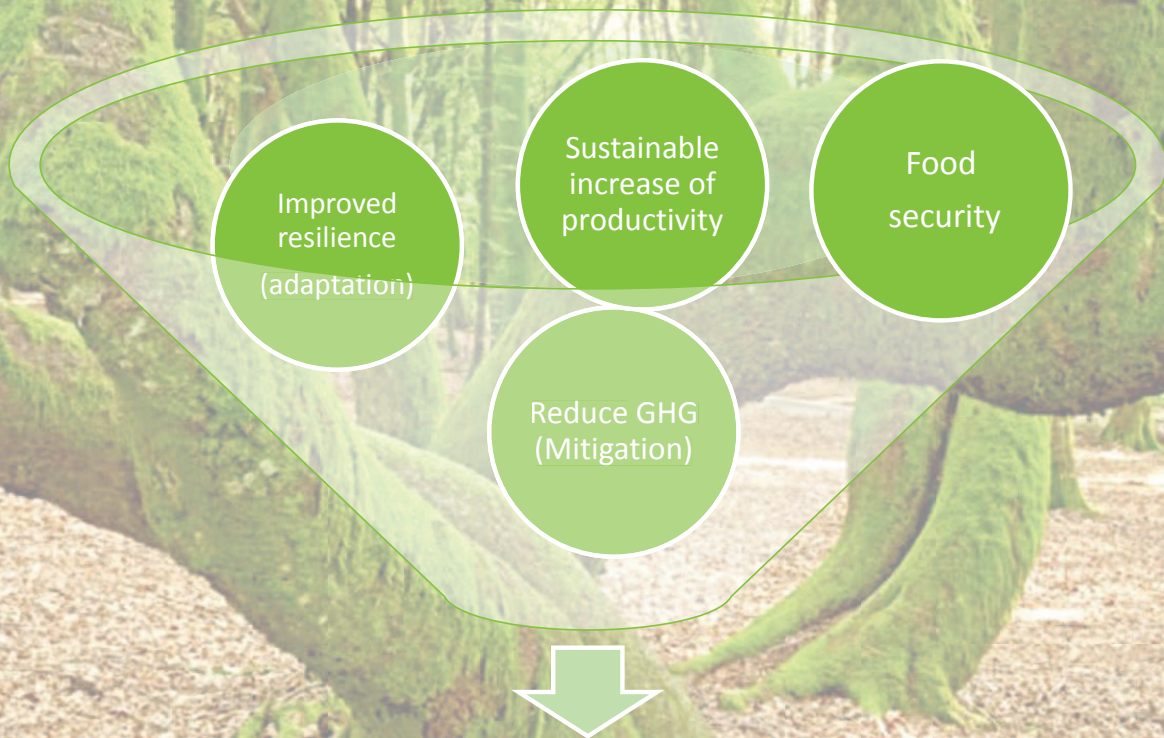 Improved
resilience
(adaptation)
Sustainable
increase of
productivity
Food
security
Reduce GHG
(Mitigation)